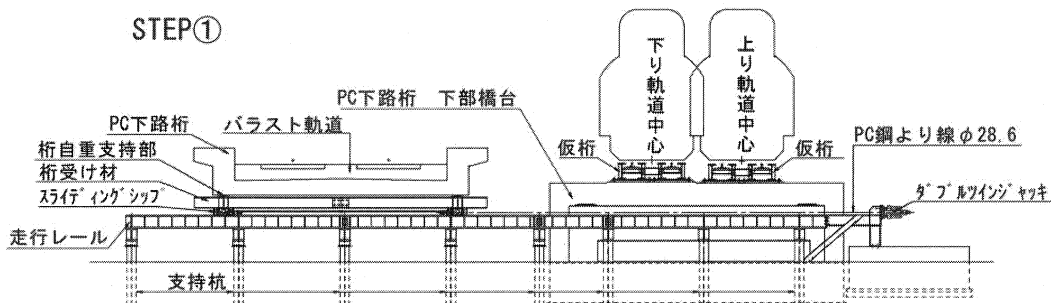 STEP①
下り軌道中心
上り軌道中心
PC下路桁 下部橋台
PC下路桁
バラスト軌道
PC鋼より線φ28.6
桁自重支持部
仮桁
仮桁
桁受け材
スライディングシップ
ダブルツインジャッキ
走行レール
支持杭